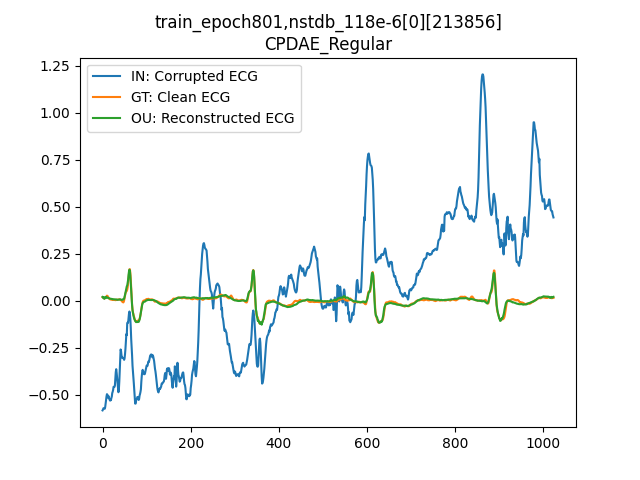 train_epoch801,nstdb_118e-6[0][213856]
CPDAE_Regular
IN: Corrupted ECG
GT: Clean ECG
OU: Reconstructed ECG
1.25
1.00
0.75
0.50
0.25
0.00
−0.25
−0.50
0 200 400 600 800 1000